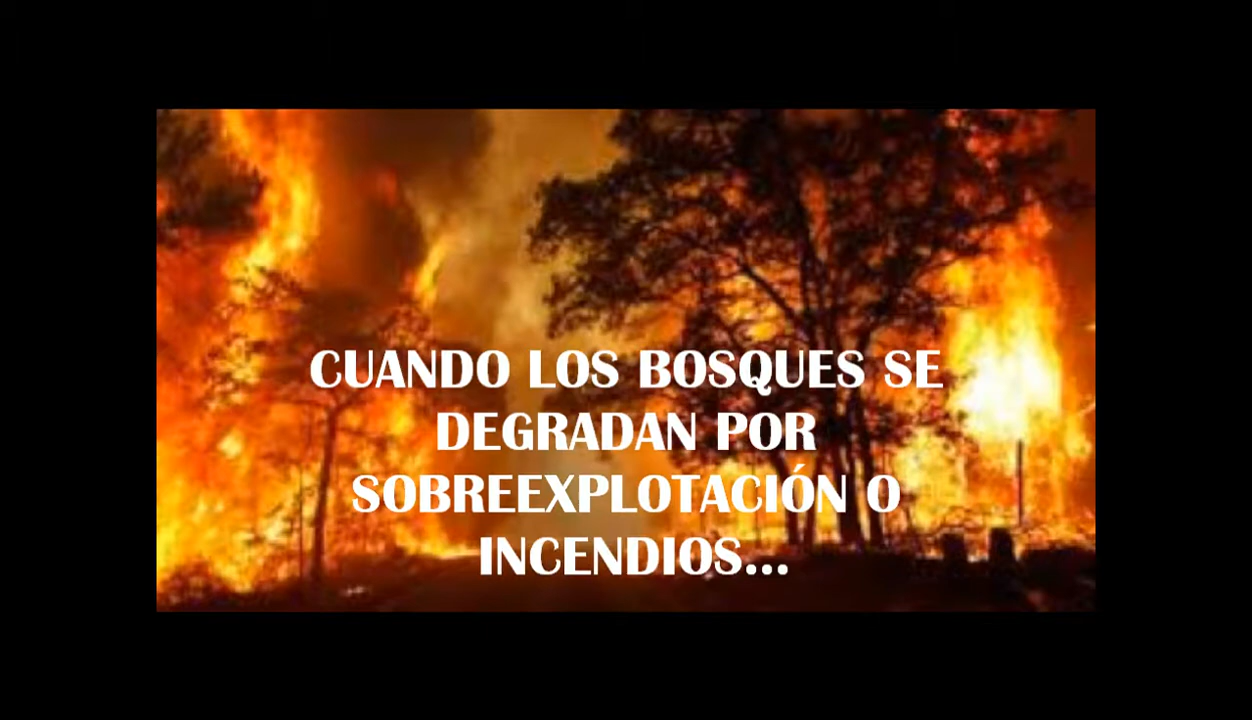 CUANDO LOS BOSQUES SE
DEGRADAN POR
SOBREEXPLOTACIÓN O
INCENDIOS...